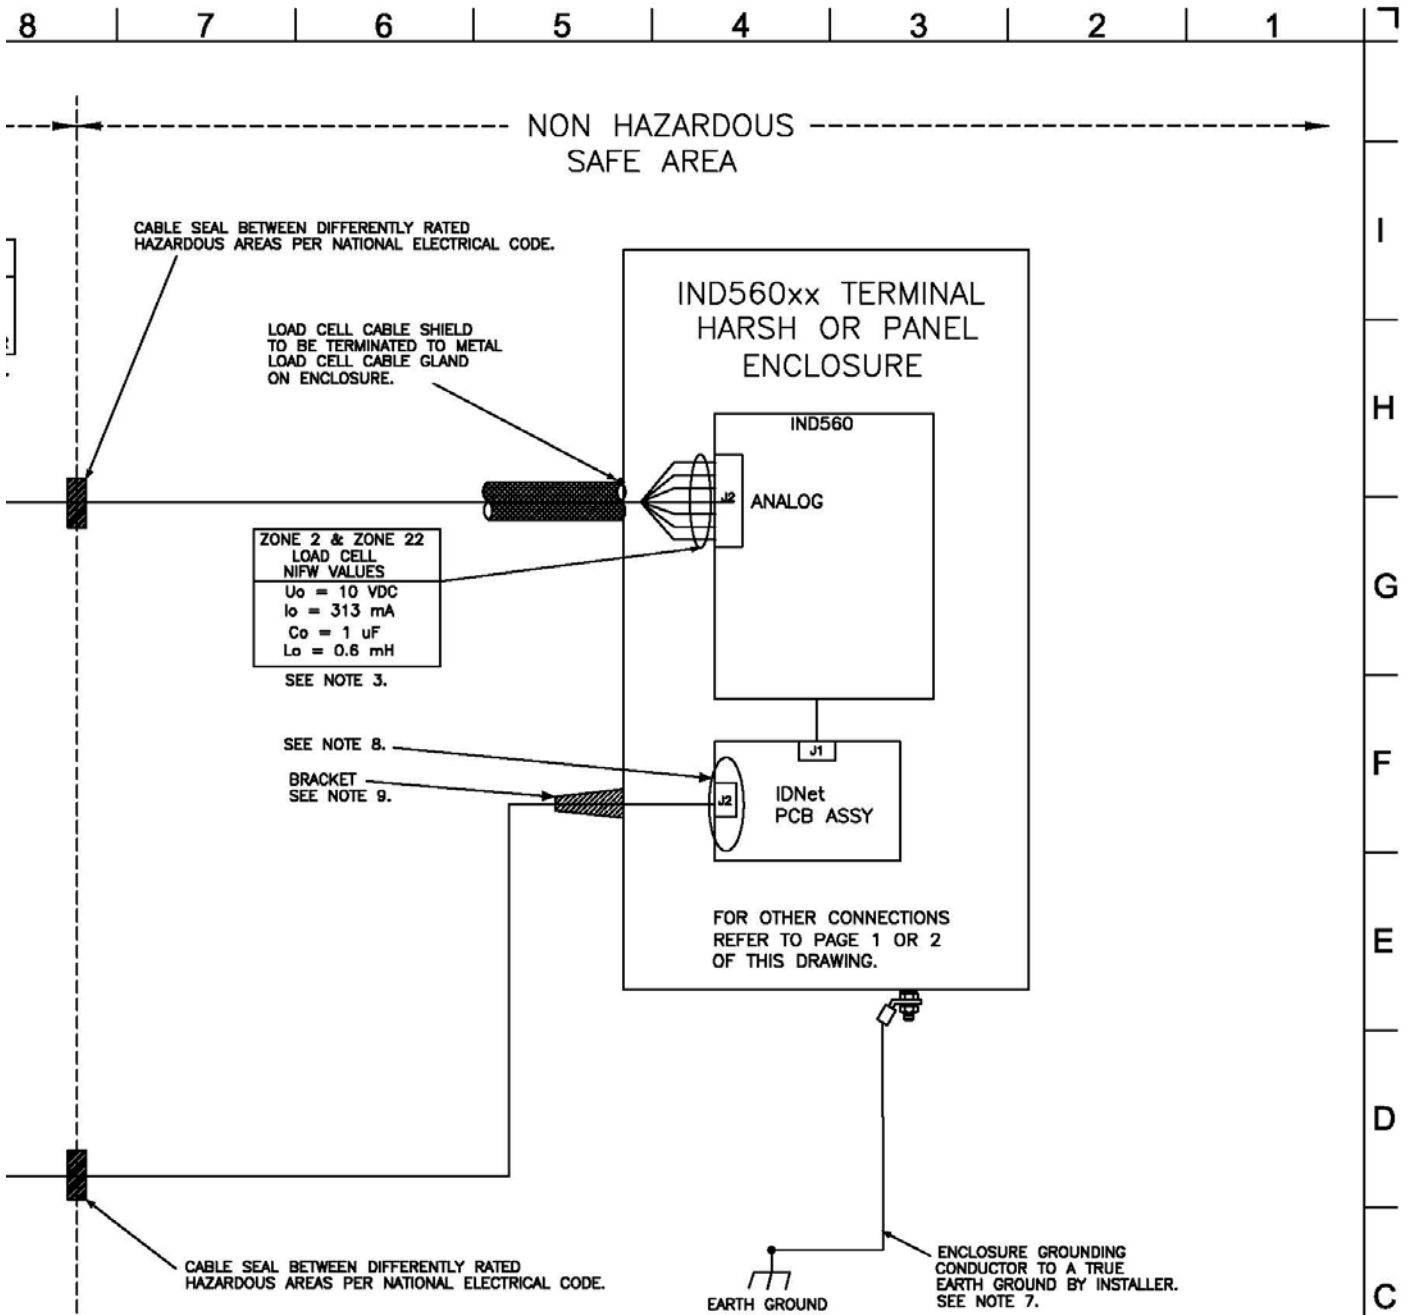 8 7 6 5 4 3 2 1
NON HAZARDOUS
SAFE AREA
CABLE SEAL BETWEEN DIFFERENTLY RATED
HAZARDOUS AREAS PER NATIONAL ELECTRICAL CODE.
I
IND560xx TERMINAL
HARSH OR PANEL
ENCLOSURE
LOAD CELL CABLE SHIELD
TO BE TERMINATED TO METAL
LOAD CELL CABLE GLAND
ON ENCLOSURE.
H
IND560
J2 ANALOG
ZONE 2 & ZONE 22
LOAD CELL
NIFW VALUES
Uo = 10 VDC
Io = 313 mA
Co = 1 uF
Lo = 0.6 mH
SEE NOTE 3.
G
SEE NOTE 8.
BRACKET
SEE NOTE 9.
J1
F
J2
IDNet
PCB ASSY
FOR OTHER CONNECTIONS
REFER TO PAGE 1 OR 2
OF THIS DRAWING.
E
D
CABLE SEAL BETWEEN DIFFERENTLY RATED
HAZARDOUS AREAS PER NATIONAL ELECTRICAL CODE.
EARTH GROUND
ENCLOSURE GROUNDING
CONDUCTOR TO A TRUE
EARTH GROUND BY INSTALLER.
SEE NOTE 7.
C